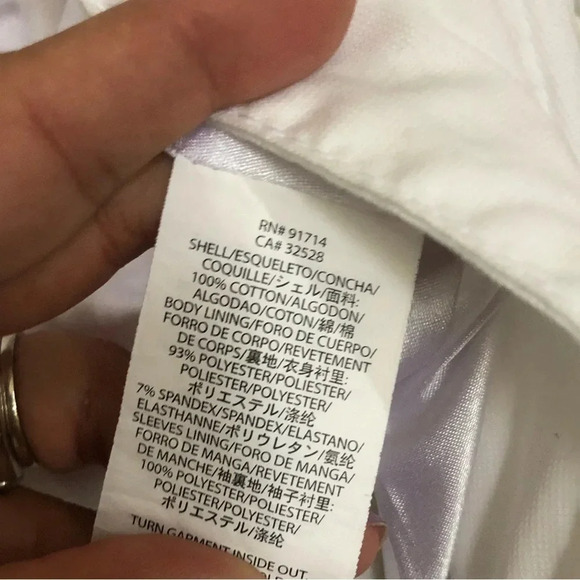 RN# 91714
CA# 32528
SHELL/ESQUELETO/CONCHA/
COQUILLE/シェル/面料:
100% COTTON/ALGODON/
ALGODAO/COTON/綿/棉
BODY LINING/FORO DE CUERPO/
FORRO DE CORPO/REVETEMENT
DE CORPS/裏地/衣身衬里:
93% POLYESTER/POLIESTER/
POLIESTER/POLYESTER/
ポリエステル/涤纶
7% SPANDEX/SPANDEX/ELASTANO/
ELASTHANNE/ポリウレタン/氨纶
SLEEVES LINING/FORO DE MANGA/
FORRO DE MANGA/REVETEMENT
DE MANCHE/袖裏地/袖子衬里:
100% POLYESTER/POLIESTER/
POLIESTER/POLYESTER/
ポリエステル/涤纶
TURN GARMENT INSIDE OUT